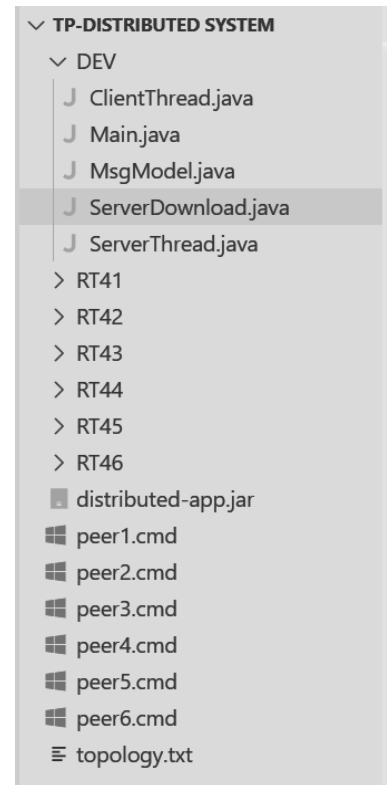 TP-DISTRIBUTED SYSTEM
DEV
ClientThread.java
Main.java
MsgModel.java
ServerDownload.java
ServerThread.java
RT41
RT42
RT43
RT44
RT45
RT46
distributed-app.jar
peer1.cmd
peer2.cmd
peer3.cmd
peer4.cmd
peer5.cmd
peer6.cmd
topology.txt